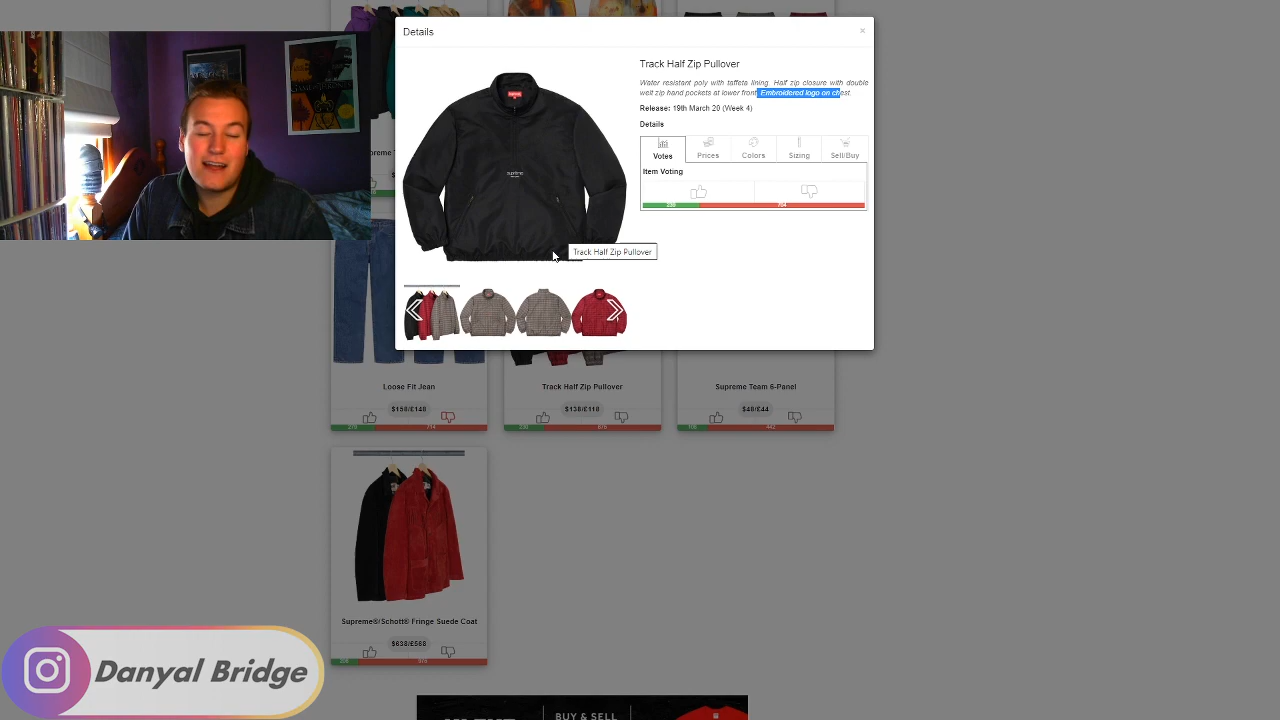 Details
×
Track Half Zip Pullover
Water resistant poly with taffeta lining. Half zip closure with double
welt zip hand pockets at lower front. Embroidered logo on chest.
Release: 19th March 20 (Week 4)
Details
Votes
Prices
Colors
Sizing
Sell/Buy
Item Voting
Supreme
Track Half Zip Pullover
Loose Fit Jean
$158/£148
714
Track Half Zip Pullover
$138/£118
Supreme Team 6-Panel
$48/£44
442
Supreme®/Schott® Fringe Suede Coat
$638/£568
Danyal Bridge
BUY & SELL